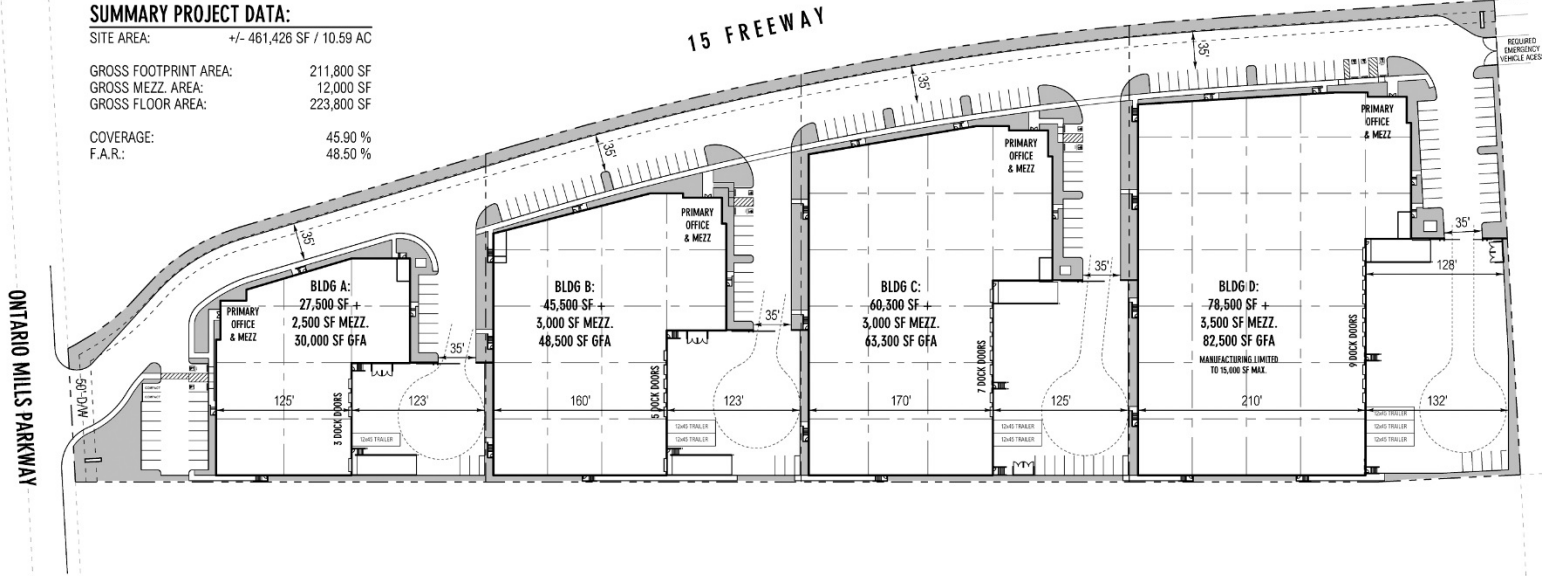 SUMMARY PROJECT DATA:
SITE AREA: +/- 461,426 SF / 10.59 AC
GROSS FOOTPRINT AREA: 211,800 SF
GROSS MEZZ. AREA: 12,000 SF
GROSS FLOOR AREA: 223,800 SF
COVERAGE: 45.90 %
F.A.R.: 48.50 %
15 FREEWAY
REQUIRED
EMERGENCY
VEHICLE ACES
35'
35'
35'
35'
ONTARIO MILLS PARKWAY
50'-D/W
COMPACT
COMPACT
PRIMARY
OFFICE
& MEZZ
BLDG A:
27,500 SF +
2,500 SF MEZZ.
30,000 SF GFA
125'
3 DOCK DOORS
35'
123'
12x45 TRAILER
PRIMARY
OFFICE
& MEZZ
BLDG B:
45,500 SF +
3,000 SF MEZZ.
48,500 SF GFA
160'
5 DOCK DOORS
35'
123'
12x45 TRAILER
12x45 TRAILER
PRIMARY
OFFICE
& MEZZ
BLDG C:
60,300 SF +
3,000 SF MEZZ.
63,300 SF GFA
170'
7 DOCK DOORS
35'
125'
12x45 TRAILER
12x45 TRAILER
PRIMARY
OFFICE
& MEZZ
BLDG D:
78,500 SF +
3,500 SF MEZZ.
82,500 SF GFA
MANUFACTURING LIMITED
TO 15,000 SF MAX.
210'
9 DOCK DOORS
35'
128'
132'
12x45 TRAILER
12x45 TRAILER
12x45 TRAILER